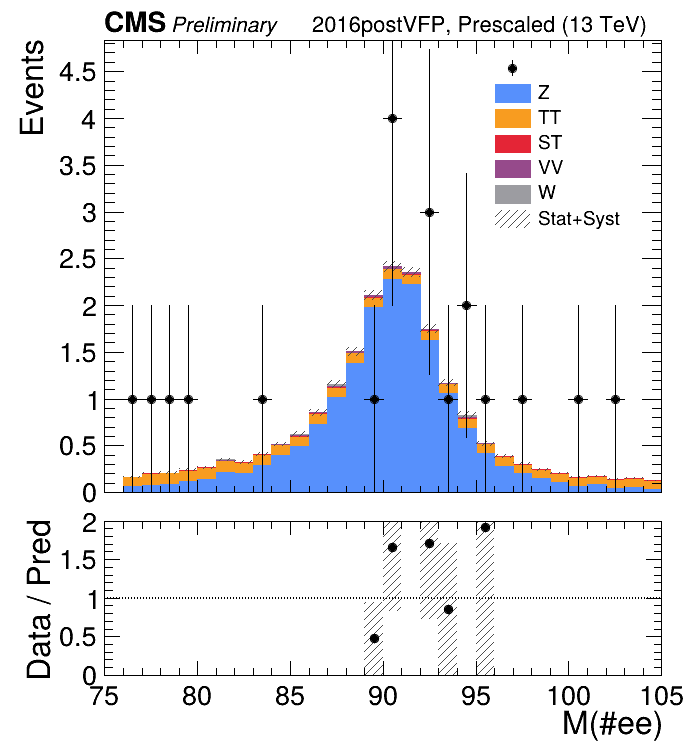 CMS Preliminary 2016postVFP, Prescaled (13 TeV)
Events
4.5
4
3.5
3
2.5
2
1.5
1
0.5
0
Z
TT
ST
VV
W
Stat+Syst
Data / Pred
2
1.5
1
0.5
0
75 80 85 90 95 100 105
M(#ee)